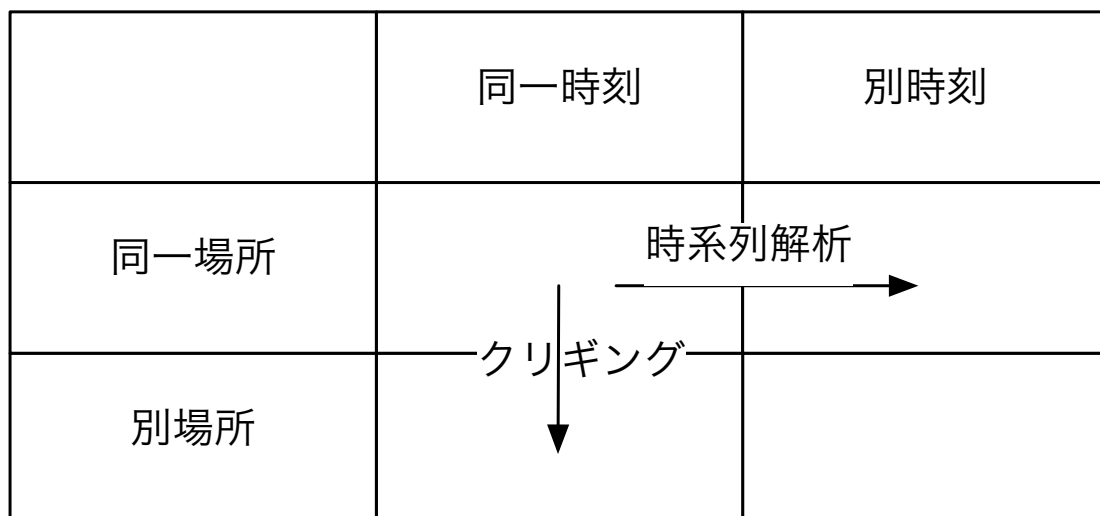 同一時刻
別時刻
同一場所
時系列解析
クリギング
別場所